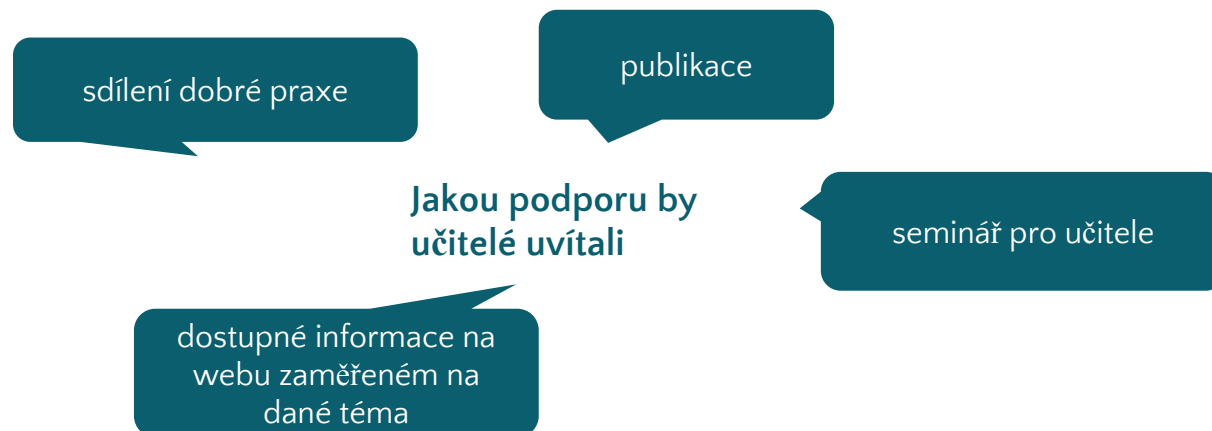 publikace
sdílení dobré praxe
Jakou podporu by
učitelé uvítali
seminář pro učitele
dostupné informace na
webu zaměřeném na
dané téma